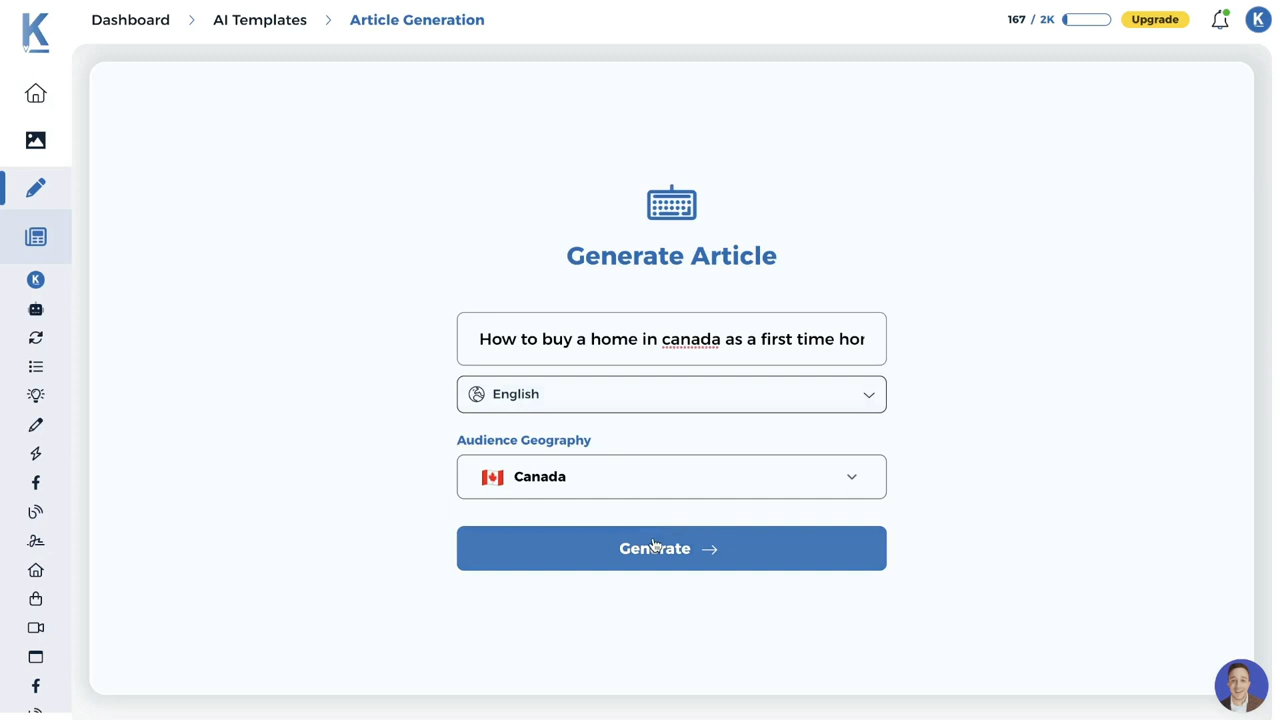 K
Dashboard > AI Templates > Article Generation
167 / 2K
Upgrade
K
Generate Article
How to buy a home in canada as a first time hor
English
Audience Geography
Canada
Generate →
K